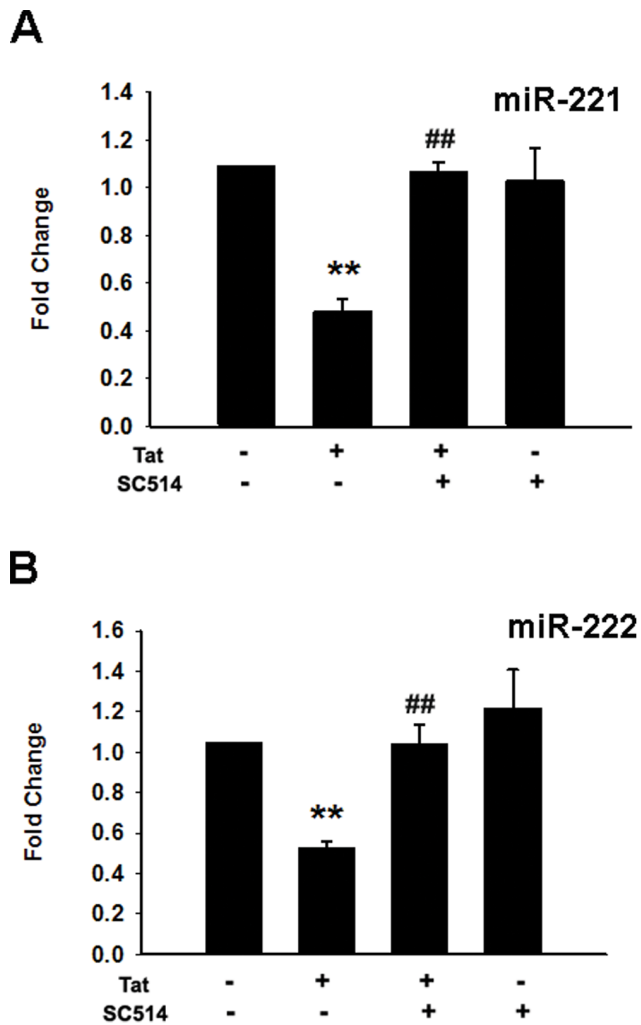 A
miR-221
1.4
1.2
1.0
0.8
0.6
0.4
0.2
0.0
Fold Change
**
##
Tat - + + -
SC514 - - + +
B
miR-222
1.6
1.4
1.2
1.0
0.8
0.6
0.4
0.2
0.0
Fold Change
**
##
Tat - + + -
SC514 - - + +